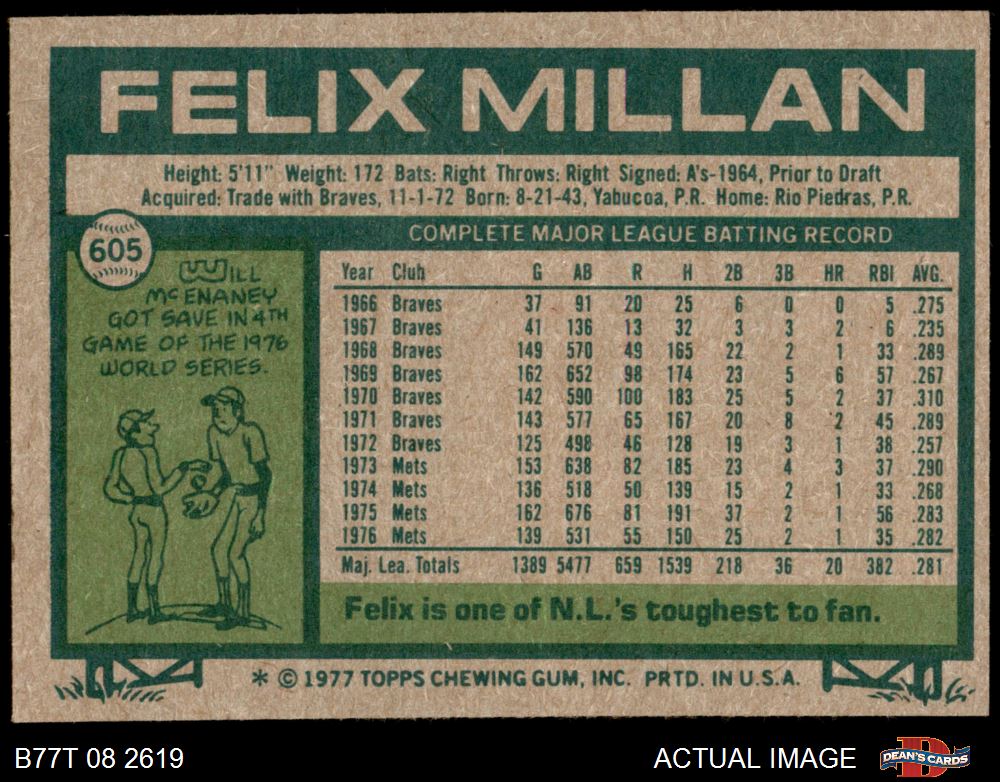 FELIX MILLAN
Height: 5'11" Weight: 172 Bats: Right Throws: Right Signed: A's-1964, Prior to Draft
Acquired: Trade with Braves, 11-1-72 Born: 8-21-43, Yabucoa, P.R. Home: Rio Piedras, P.R.
605
WILL
McENANEY
GOT SAVE IN 4TH
GAME OF THE 1976
WORLD SERIES.
COMPLETE MAJOR LEAGUE BATTING RECORD
Year Club G AB R H 2B 3B HR RBI AVG.
1966 Braves 37 91 20 25 6 0 0 5 .275
1967 Braves 41 136 13 32 3 3 2 6 .235
1968 Braves 149 570 49 165 22 2 1 33 .289
1969 Braves 162 652 98 174 23 5 6 57 .267
1970 Braves 142 590 100 183 25 5 2 37 .310
1971 Braves 143 577 65 167 20 8 2 45 .289
1972 Braves 125 498 46 128 19 3 1 38 .257
1973 Mets 153 638 82 185 23 4 3 37 .290
1974 Mets 136 518 50 139 15 2 1 33 .268
1975 Mets 162 676 81 191 37 2 1 56 .283
1976 Mets 139 531 55 150 25 2 1 35 .282
Maj. Lea. Totals 1389 5477 659 1539 218 36 20 382 .281
Felix is one of N.L.'s toughest to fan.
* © 1977 TOPPS CHEWING GUM, INC. PRTD. IN U.S.A.
B77T 08 2619
ACTUAL IMAGE
DEAN'S CARDS